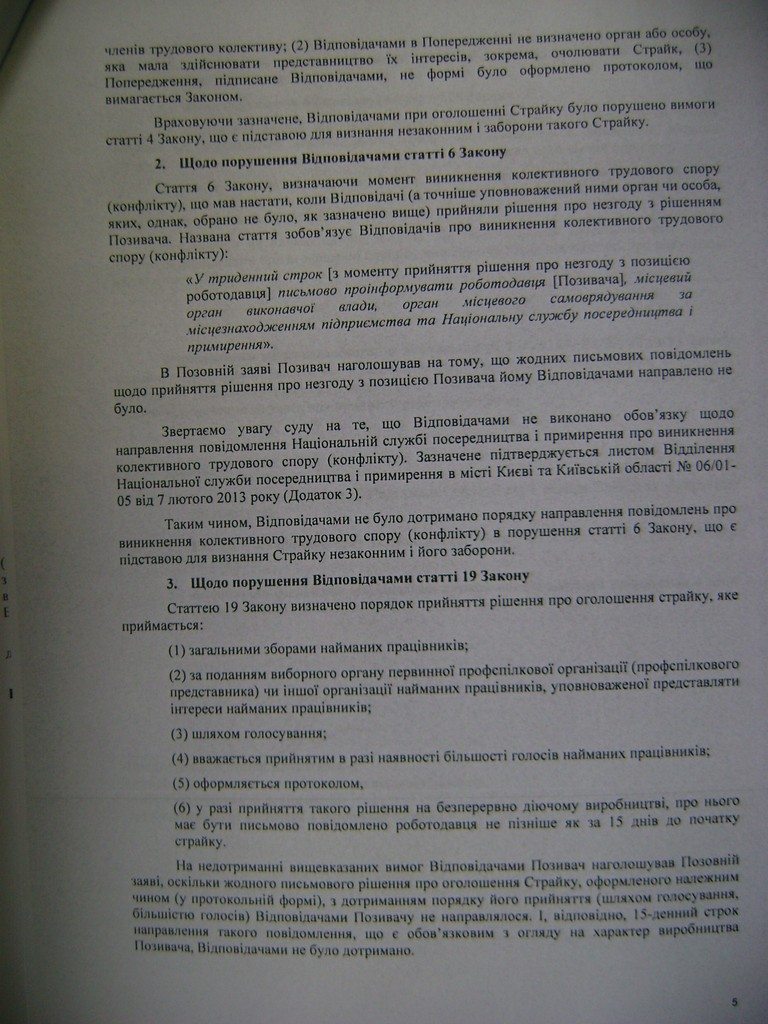 членів трудового колективу; (2) Відповідачами в Попередженні не визначено орган або особу,
яка мала здійснювати представництво їх інтересів, зокрема, очолювати Страйк, (3)
Попередження, підписане Відповідачами, не формі було оформлено протоколом, що
вимагається Законом.
Враховуючи зазначене, Відповідачами при оголошенні Страйку було порушено вимоги
статті 4 Закону, що є підставою для визнання незаконним і заборони такого Страйку.
2. Щодо порушення Відповідачами статті 6 Закону
Стаття 6 Закону, визначаючи момент виникнення колективного трудового спору
(конфлікту), що мав настати, коли Відповідачі (а точніше уповноважений ними орган чи особа,
яких, однак, обрано не було, як зазначено вище) прийняли рішення про незгоду з рішенням
Позивача. Названа стаття зобов’язує Відповідачів про виникнення колективного трудового
спору (конфлікту):
«У триденний строк [з моменту прийняття рішення про незгоду з позицією
роботодавця] письмово проінформувати роботодавця [Позивача], місцевий
орган виконавчої влади, орган місцевого самоврядування за
місцезнаходженням підприємства та Національну службу посередництва і
примирення».
В Позовній заяві Позивач наголошував на тому, що жодних письмових повідомлень
щодо прийняття рішення про незгоду з позицією Позивача йому Відповідачами направлено не
було.
Звертаємо увагу суду на те, що Відповідачами не виконано обов’язку щодо
направлення повідомлення Національній службі посередництва і примирення про виникнення
колективного трудового спору (конфлікту). Зазначене підтверджується листом Відділення
Національної служби посередництва і примирення в місті Києві та Київській області № 06/01-
05 від 7 лютого 2013 року (Додаток 3).
Таким чином, Відповідачами не було дотримано порядку направлення повідомлень про
виникнення колективного трудового спору (конфлікту) в порушення статті 6 Закону, що є
підставою для визнання Страйку незаконним і його заборони.
3. Щодо порушення Відповідачами статті 19 Закону
Статтею 19 Закону визначено порядок прийняття рішення про оголошення страйку, яке
приймається:
(1) загальними зборами найманих працівників;
(2) за поданням виборного органу первинної профспілкової організації (профспілкового
представника) чи іншої організації найманих працівників, уповноваженої представляти
інтереси найманих працівників;
(3) шляхом голосування;
(4) вважається прийнятим в разі наявності більшості голосів найманих працівників;
(5) оформляється протоколом,
(6) у разі прийняття такого рішення на безперервно діючому виробництві, про нього
має бути письмово повідомлено роботодавця не пізніше як за 15 днів до початку
страйку.
На недотриманні вищевказаних вимог Відповідачами Позивач наголошував Позовній
заяві, оскільки жодного письмового рішення про оголошення Страйку, оформленого належним
чином (у протокольній формі), з дотриманням порядку його прийняття (шляхом голосування,
більшістю голосів) Відповідачами Позивачу не направлялося. І, відповідно, 15-денний строк
направлення такого повідомлення, що є обов’язковим з огляду на характер виробництва
Позивача, Відповідачами не було дотримано.
5